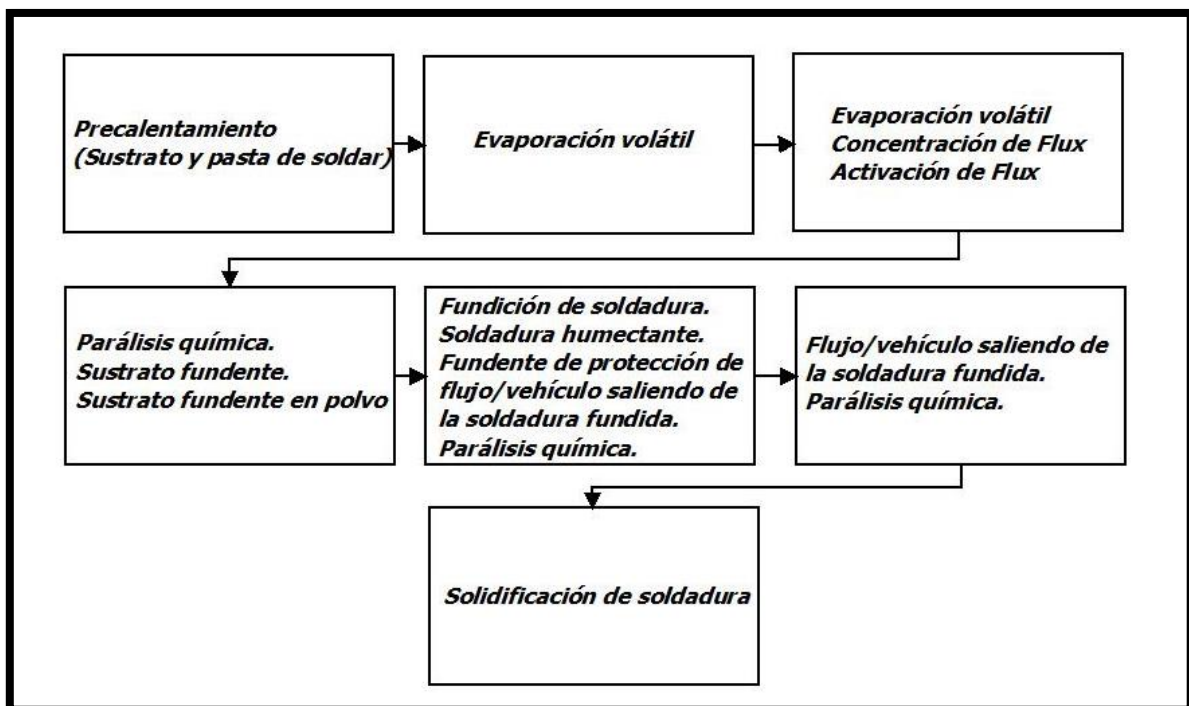 Precalentamiento
(Sustrato y pasta de soldar)
Evaporación volátil
Evaporación volátil
Concentración de Flux
Activación de Flux
Parálisis química.
Sustrato fundente.
Sustrato fundente en polvo
Fundición de soldadura.
Soldadura humectante.
Fundente de protección de
flujo/vehículo saliendo de
la soldadura fundida.
Parálisis química.
Flujo/vehículo saliendo de
la soldadura fundida.
Parálisis química.
Solidificación de soldadura